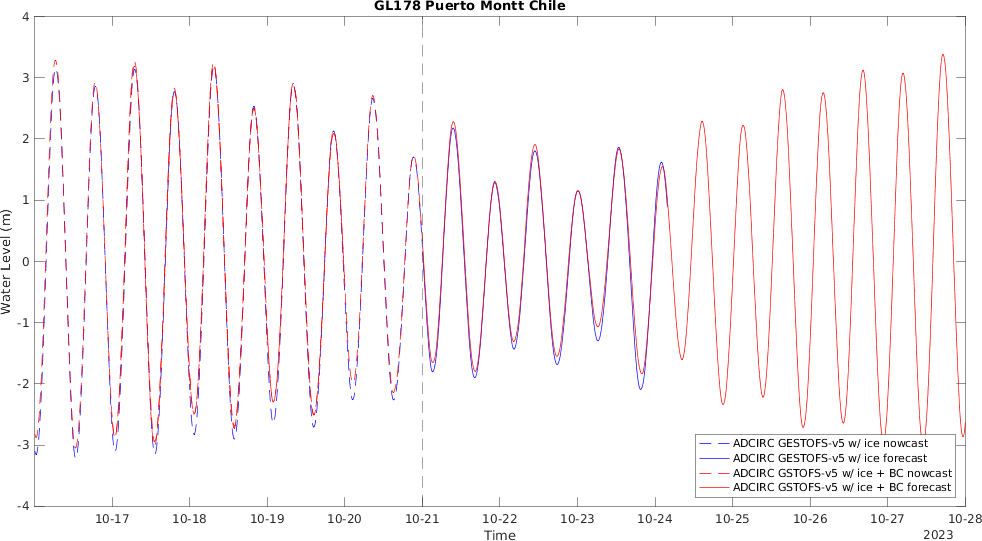 GL178 Puerto Montt Chile
4
3
2
1
0
-1
-2
-3
-4
Water Level (m)
ADCIRC GESTOFS-v5 w/ ice nowcast
ADCIRC GESTOFS-v5 w/ ice forecast
ADCIRC GSTOFS-v5 w/ ice + BC nowcast
ADCIRC GSTOFS-v5 w/ ice + BC forecast
10-17 10-18 10-19 10-20 10-21 10-22 10-23 10-24 10-25 10-26 10-27 10-28
Time
2023